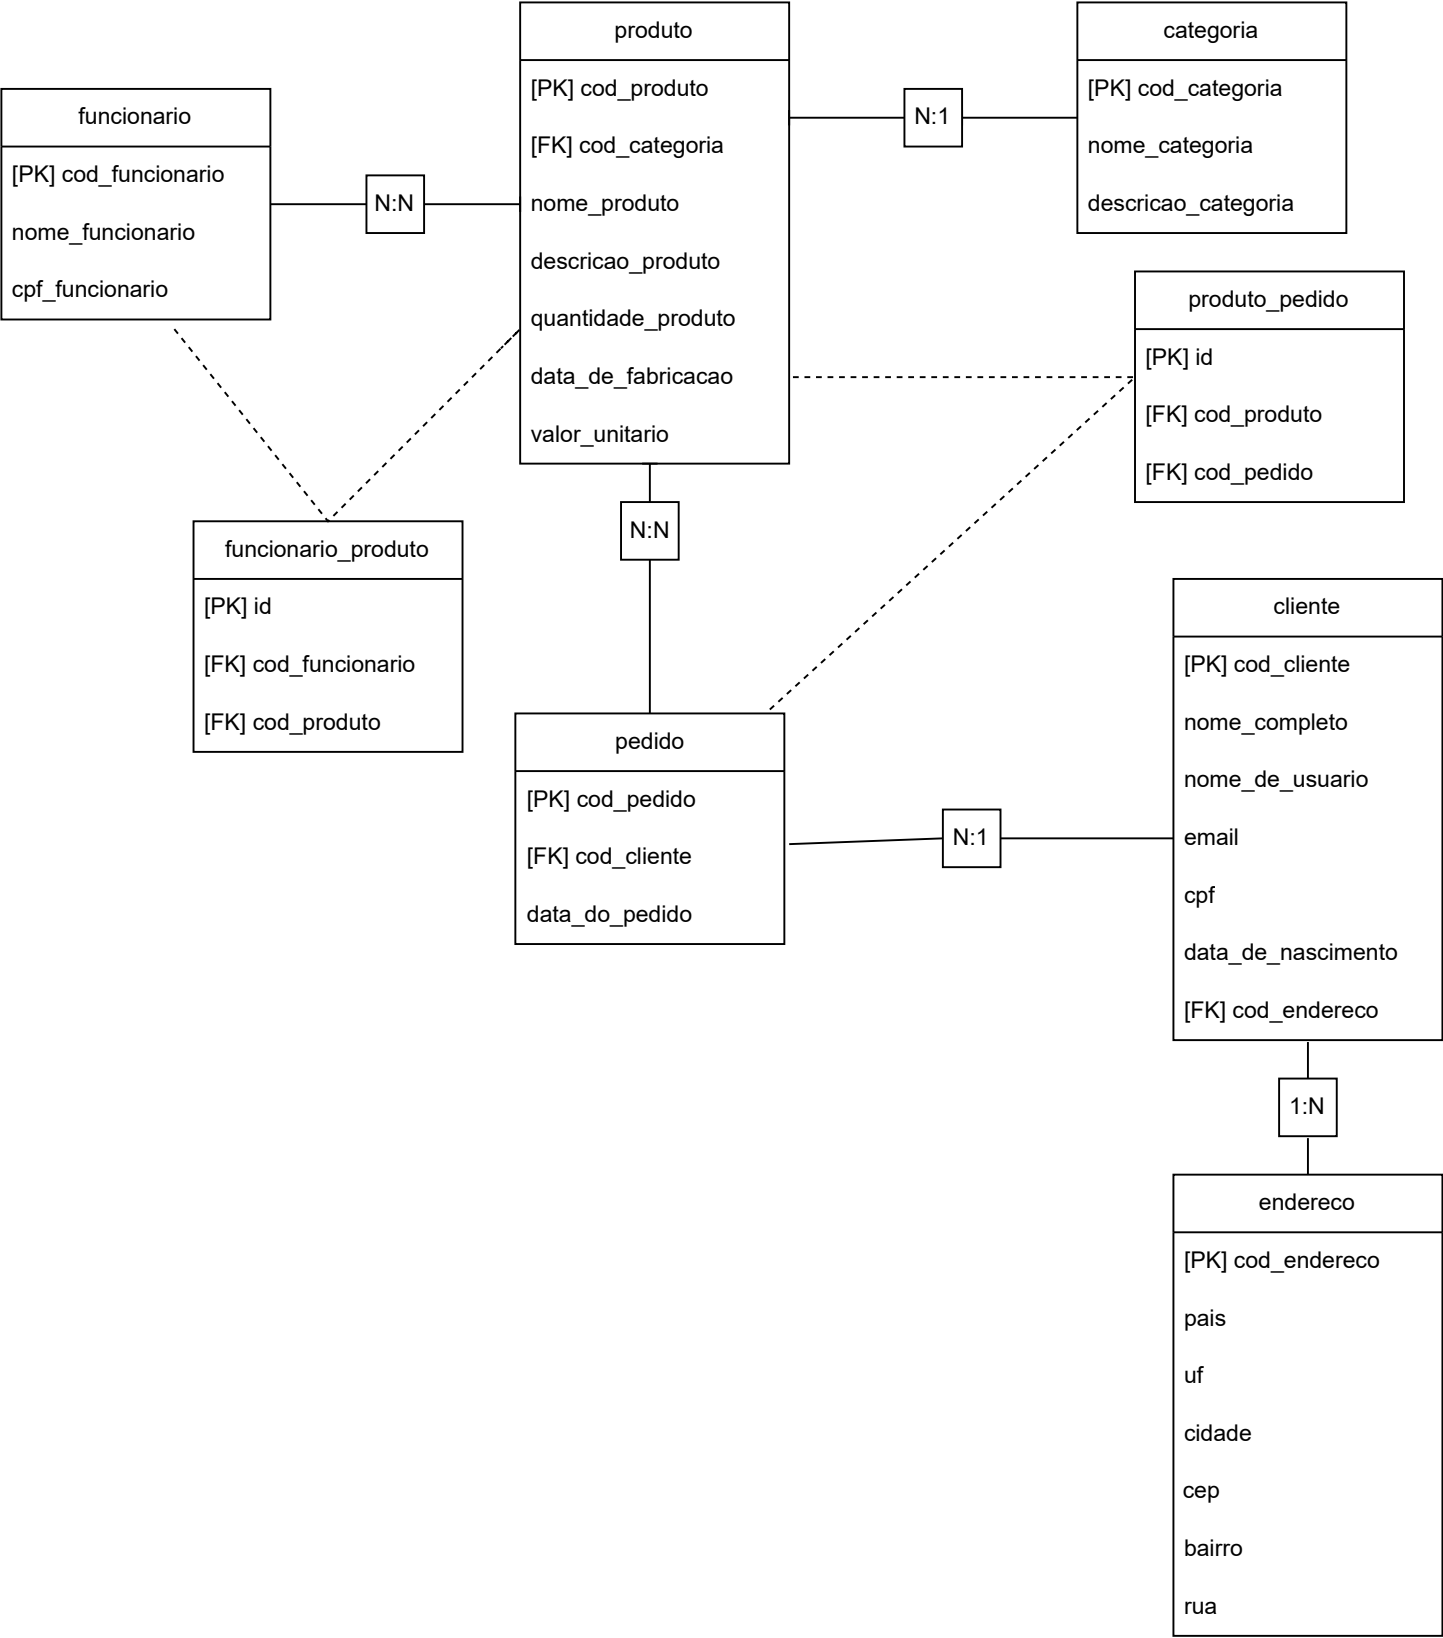 funcionario
[PK] cod_funcionario
nome_funcionario
cpf_funcionario
N:N
produto
[PK] cod_produto
[FK] cod_categoria
nome_produto
descricao_produto
quantidade_produto
data_de_fabricacao
valor_unitario
N:1
categoria
[PK] cod_categoria
nome_categoria
descricao_categoria
produto_pedido
[PK] id
[FK] cod_produto
[FK] cod_pedido
funcionario_produto
[PK] id
[FK] cod_funcionario
[FK] cod_produto
N:N
pedido
[PK] cod_pedido
[FK] cod_cliente
data_do_pedido
N:1
cliente
[PK] cod_cliente
nome_completo
nome_de_usuario
email
cpf
data_de_nascimento
[FK] cod_endereco
1:N
endereco
[PK] cod_endereco
pais
uf
cidade
cep
bairro
rua